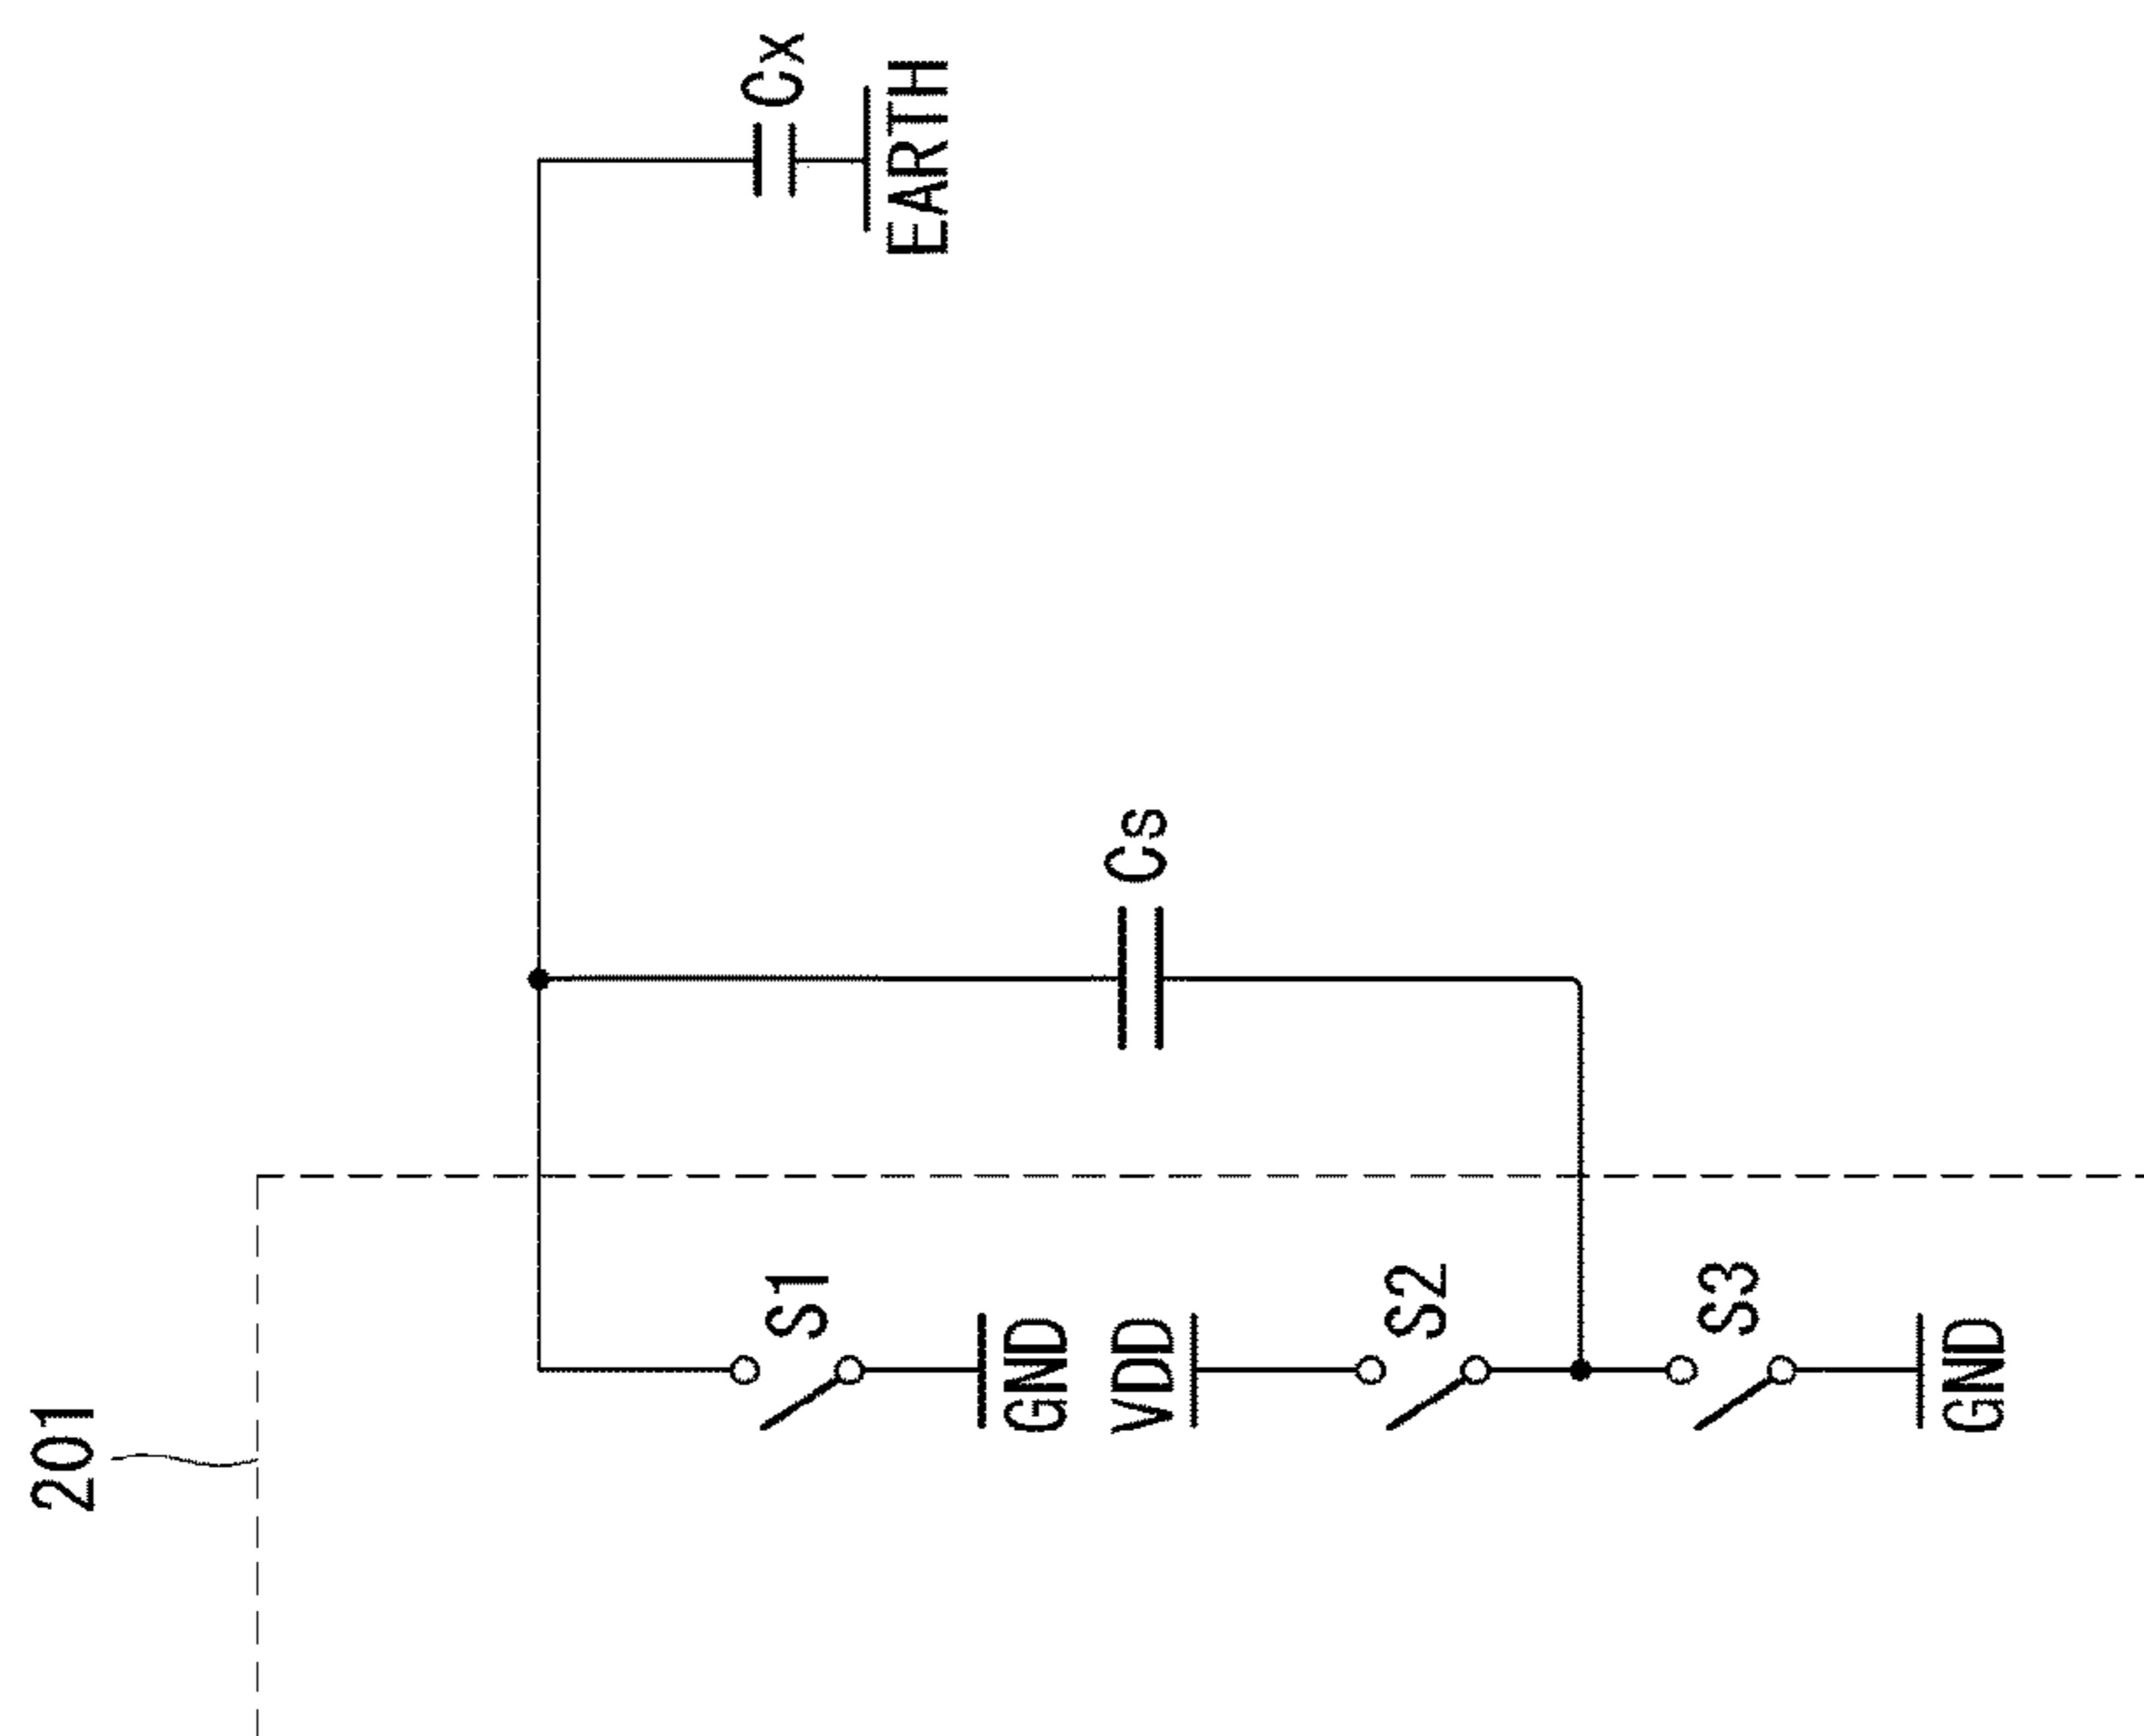 201
S1
GND
VDD
S2
S3
GND
Cs
Cx
EARTH